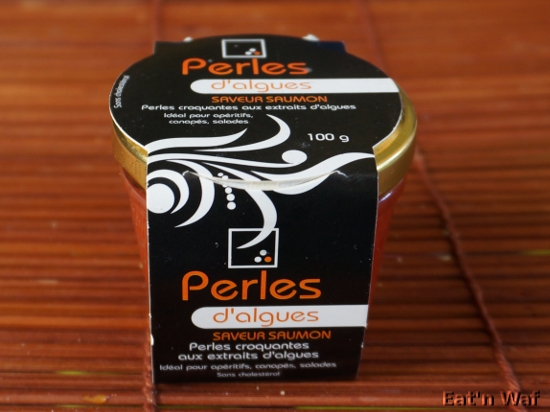 Perles
d'algues
SAVEUR SAUMON
Perles croquantes aux extraits d'algues
Idéal pour apéritifs,
canapés, salades
Sans cholestérol
100 g
Perles
d'algues
SAVEUR SAUMON
Perles croquantes
aux extraits d'algues
Idéal pour apéritifs, canapés, salades
Sans cholestérol
Eat'n Waf